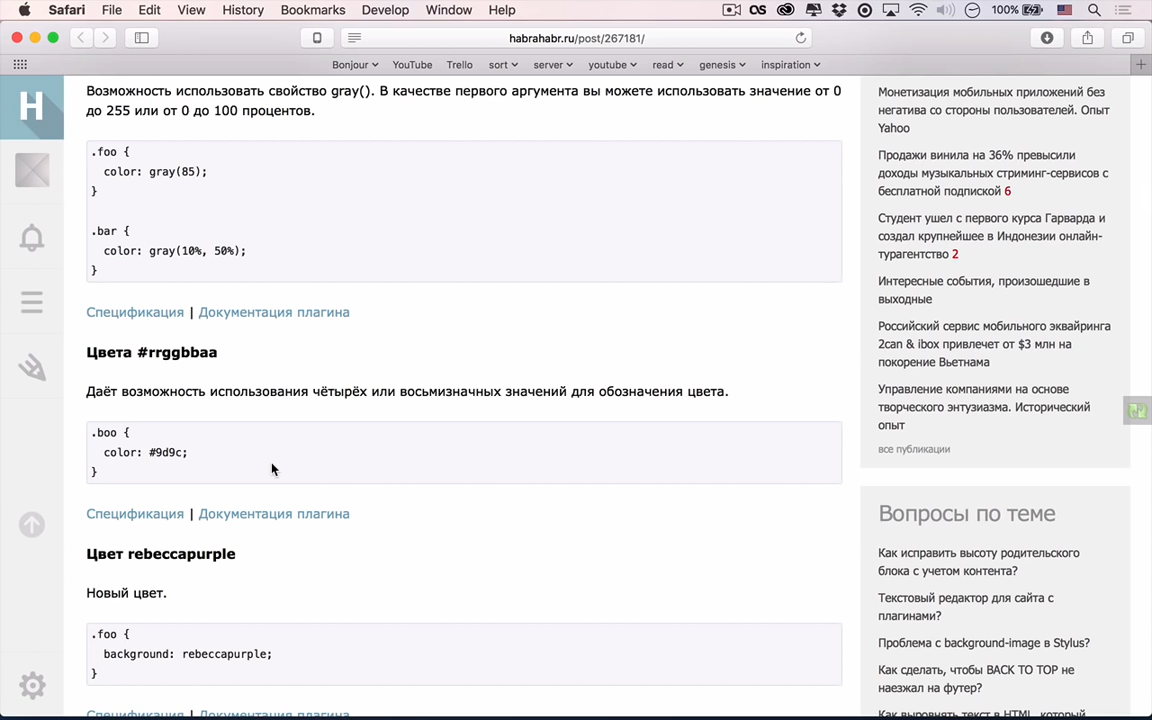 Safari File Edit View History Bookmarks Develop Window Help 100%
habrahabr.ru/post/267181/
Bonjour YouTube Trello sort server youtube read genesis inspiration
H
Возможность использовать свойство gray(). В качестве первого аргумента вы можете использовать значение от 0
до 255 или от 0 до 100 процентов.
.foo {
color: gray(85);
}
.bar {
color: gray(10%, 50%);
}
Спецификация | Документация плагина
Цвета #rrggbbaa
Даёт возможность использования чётырёх или восьмизначных значений для обозначения цвета.
.boo {
color: #9d9c;
}
Спецификация | Документация плагина
Цвет rebeccapurple
Новый цвет.
.foo {
background: rebeccapurple;
}
Спецификация | Документация плагина
Монетизация мобильных приложений без
негатива со стороны пользователей. Опыт
Yahoo
Продажи винила на 36% превысили
доходы музыкальных стриминг-сервисов с
бесплатной подпиской 6
Студент ушел с первого курса Гарварда и
создал крупнейшее в Индонезии онлайн-
турагентство 2
Интересные события, произошедшие в
выходные
Российский сервис мобильного эквайринга
2can & ibox привлечет от $3 млн на
покорение Вьетнама
Управление компаниями на основе
творческого энтузиазма. Исторический
опыт
все публикации
Вопросы по теме
Как исправить высоту родительского
блока с учетом контента?
Текстовый редактор для сайта с
плагинами?
Проблема с background-image в Stylus?
Как сделать, чтобы BACK TO TOP не
наезжал на футер?
Как выровнять текст в HTML, который